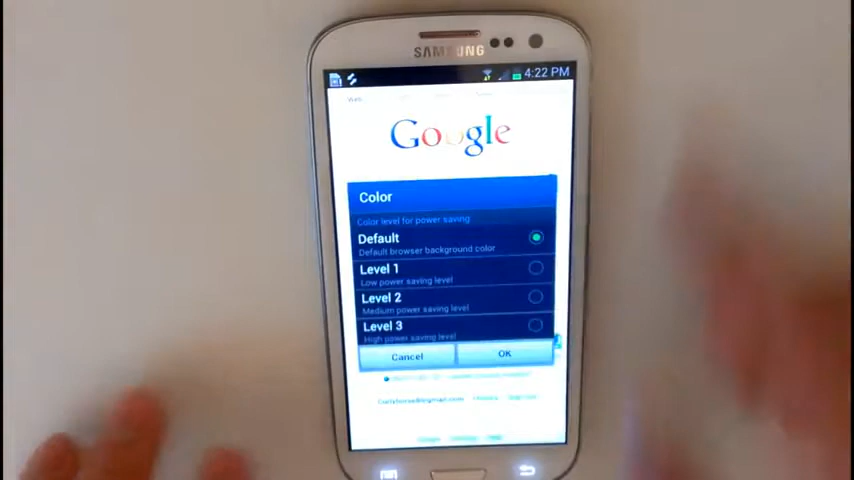 SAMSUNG
4:22 PM
Web
Google
Color
Color level for power saving
Default
Default browser background color
Level 1
Low power saving level
Level 2
Medium power saving level
Level 3
High power saving level
Cancel
OK